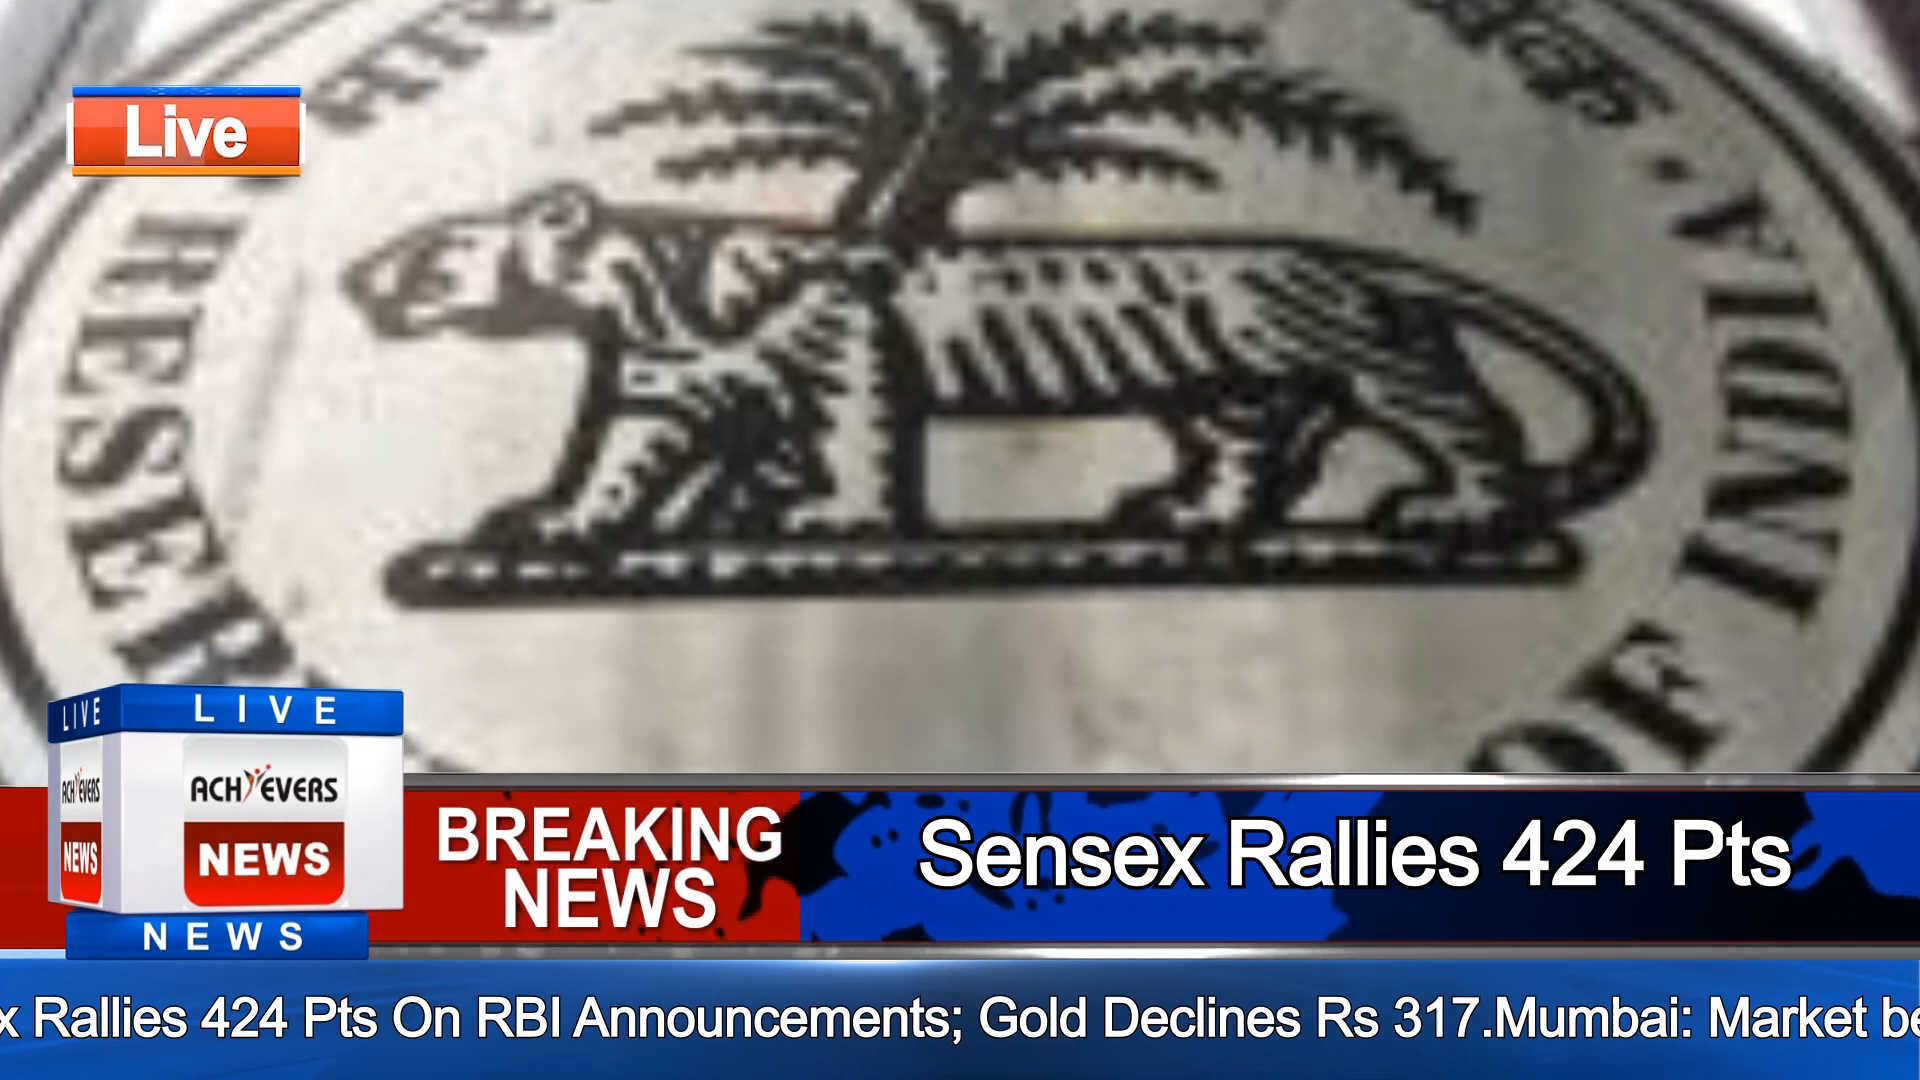 Live
RESER
OF INDIA
LIVE
LIVE
ACHIEVERS
NEWS
ACHIEVERS
NEWS
NEWS
BREAKING
NEWS
Sensex Rallies 424 Pts
x Rallies 424 Pts On RBI Announcements; Gold Declines Rs 317.Mumbai: Market be